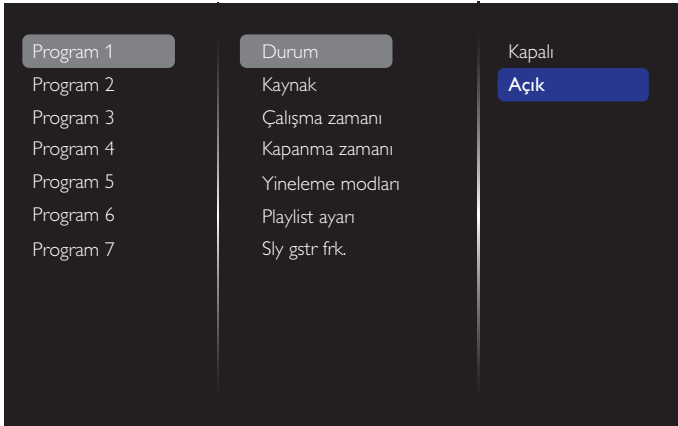 Program 1
Program 2
Program 3
Program 4
Program 5
Program 6
Program 7
Durum
Kaynak
Çalışma zamanı
Kapanma zamanı
Yineleme modları
Playlist ayarı
Sly gstr frk.
Kapalı
Açık